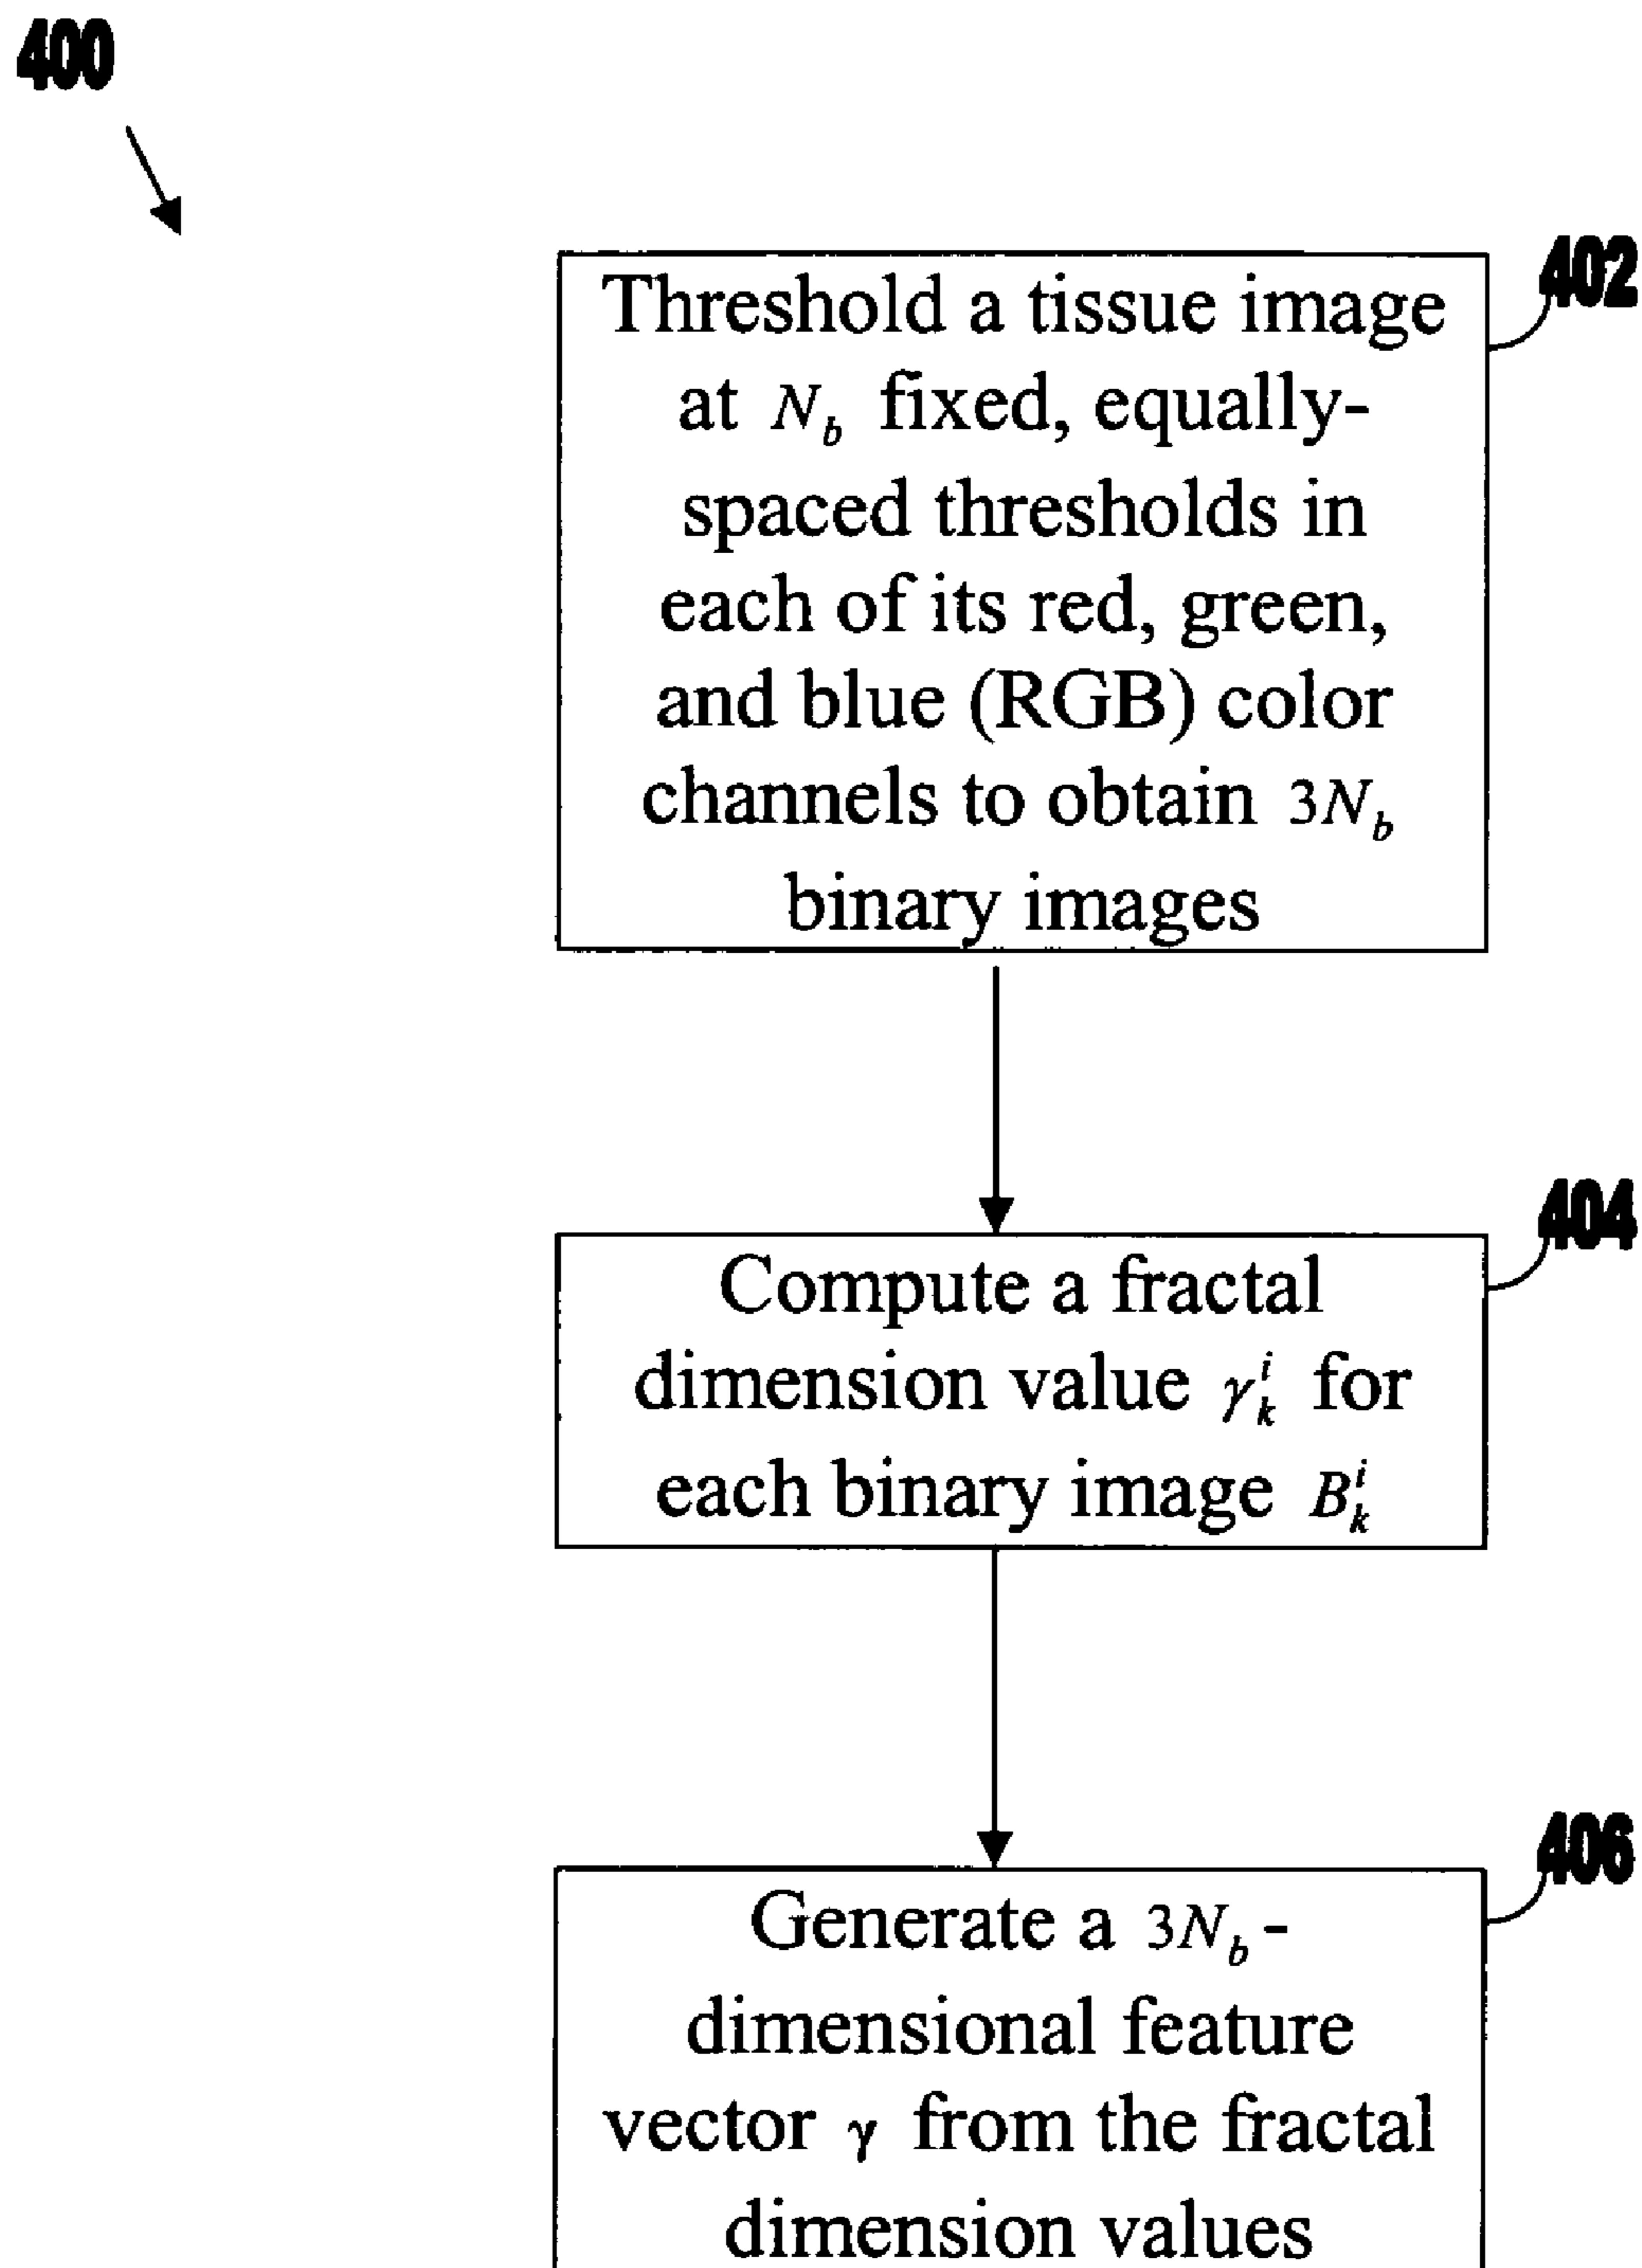 400
402
Threshold a tissue image
at N_b fixed, equally-
spaced thresholds in
each of its red, green,
and blue (RGB) color
channels to obtain 3N_b
binary images
404
Compute a fractal
dimension value γ_k^i for
each binary image B_k^i
406
Generate a 3N_b-
dimensional feature
vector γ from the fractal
dimension values